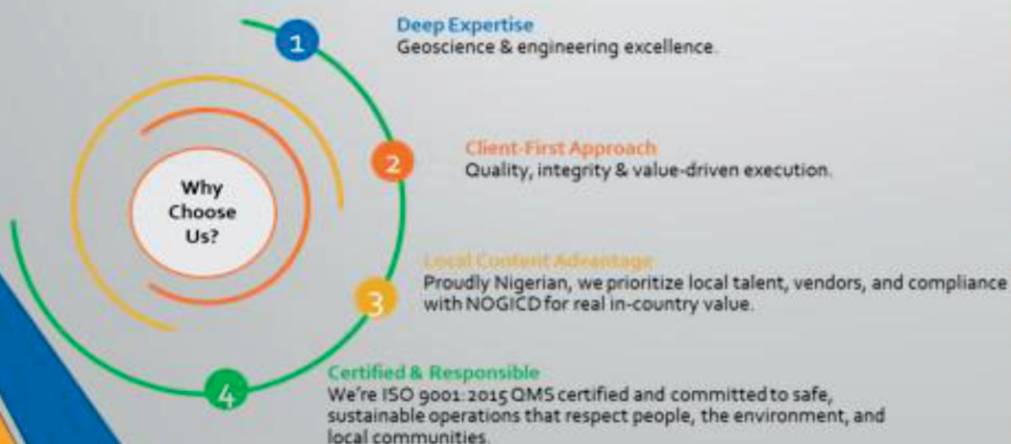 1
Deep Expertise
Geoscience & engineering excellence.
2
Client-First Approach
Quality, integrity & value-driven execution.
Why
Choose
Us?
Local Content Advantage
3
Proudly Nigerian, we prioritize local talent, vendors, and compliance
with NOGICD for real in-country value.
4
Certified & Responsible
We're ISO 9001:2015 QMS certified and committed to safe,
sustainable operations that respect people, the environment, and
local communities.